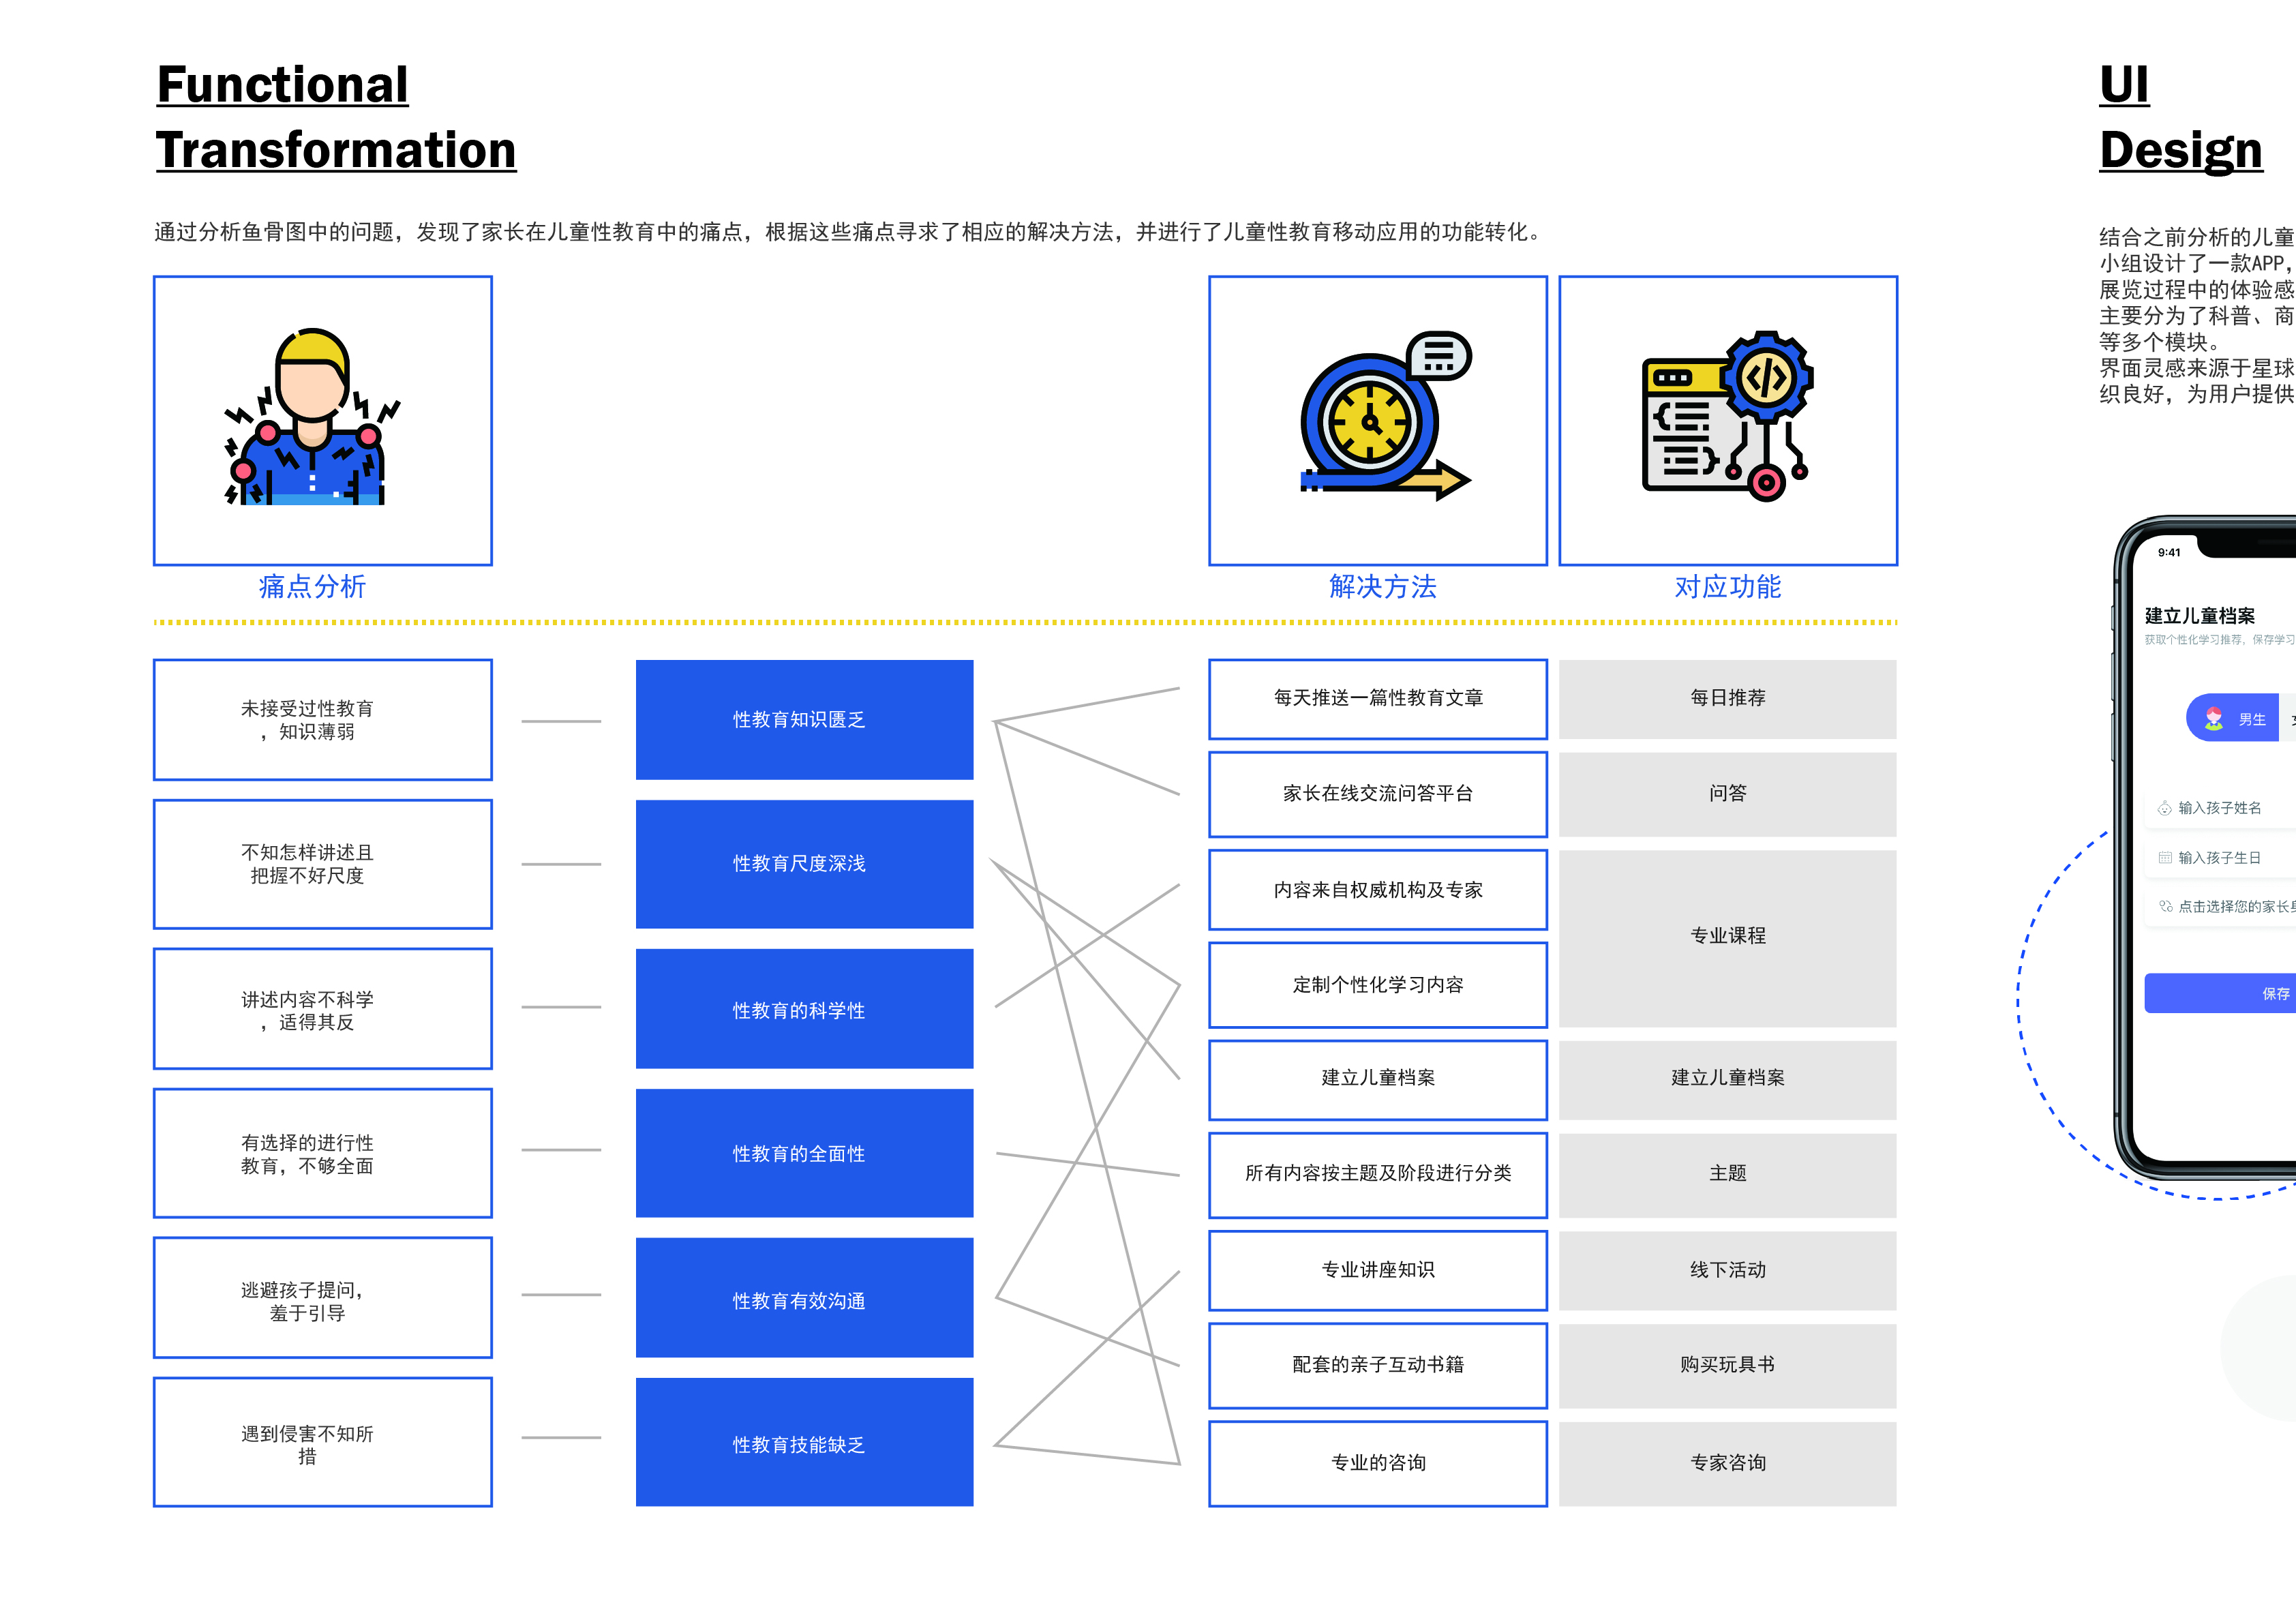 Functional
Transformation
通过分析鱼骨图中的问题，发现了家长在儿童性教育中的痛点，根据这些痛点寻求了相应的解决方法，并进行了儿童性教育移动应用的功能转化。
痛点分析
解决方法
对应功能
未接受过性教育
，知识薄弱
性教育知识匮乏
不知怎样讲述且
把握不好尺度
性教育尺度深浅
讲述内容不科学
，适得其反
性教育的科学性
有选择的进行性
教育，不够全面
性教育的全面性
逃避孩子提问，
羞于引导
性教育有效沟通
遇到侵害不知所
措
性教育技能缺乏
每天推送一篇性教育文章
每日推荐
家长在线交流问答平台
问答
内容来自权威机构及专家
定制个性化学习内容
专业课程
建立儿童档案
建立儿童档案
所有内容按主题及阶段进行分类
主题
专业讲座知识
线下活动
配套的亲子互动书籍
购买玩具书
专业的咨询
专家咨询
UI
Design
结合之前分析的儿童
小组设计了一款APP，
展览过程中的体验感
主要分为了科普、商
等多个模块。
界面灵感来源于星球
织良好，为用户提供
9:41
建立儿童档案
获取个性化学习推荐，保存学习
男生
输入孩子姓名
输入孩子生日
点击选择您的家长
保存